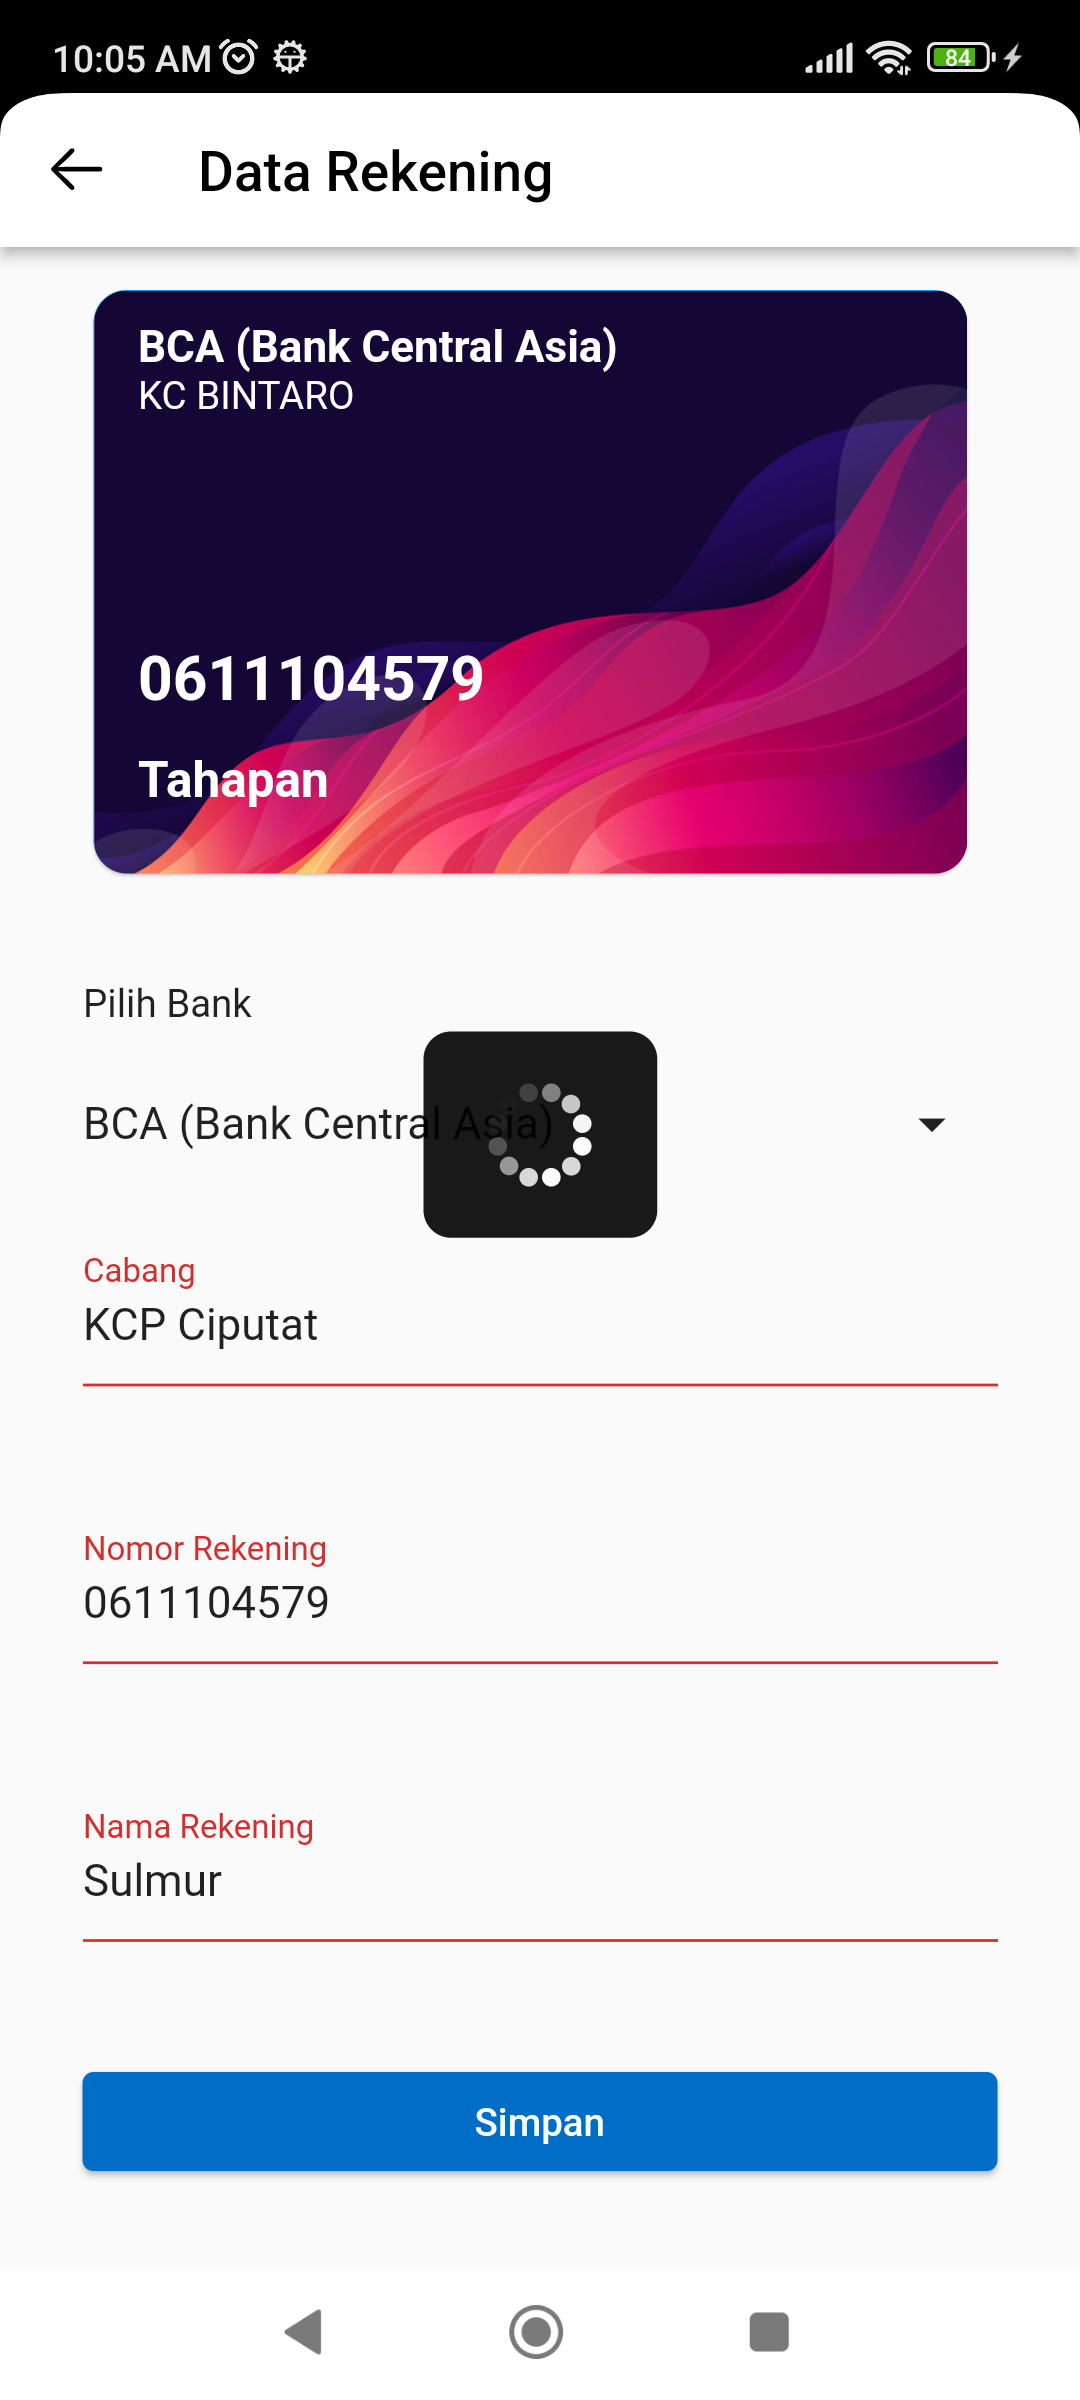 10:05 AM
84
Data Rekening
BCA (Bank Central Asia)
KC BINTARO
0611104579
Tahapan
Pilih Bank
BCA (Bank Central Asia)
Cabang
KCP Ciputat
Nomor Rekening
0611104579
Nama Rekening
Sulmur
Simpan